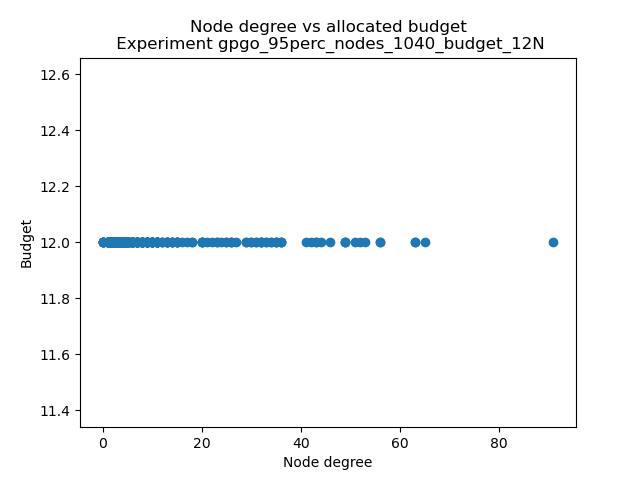 Node degree vs allocated budget
Experiment gpgo_95perc_nodes_1040_budget_12N
12.6
12.4
12.2
12.0
11.8
11.6
11.4
Budget
0 20 40 60 80
Node degree